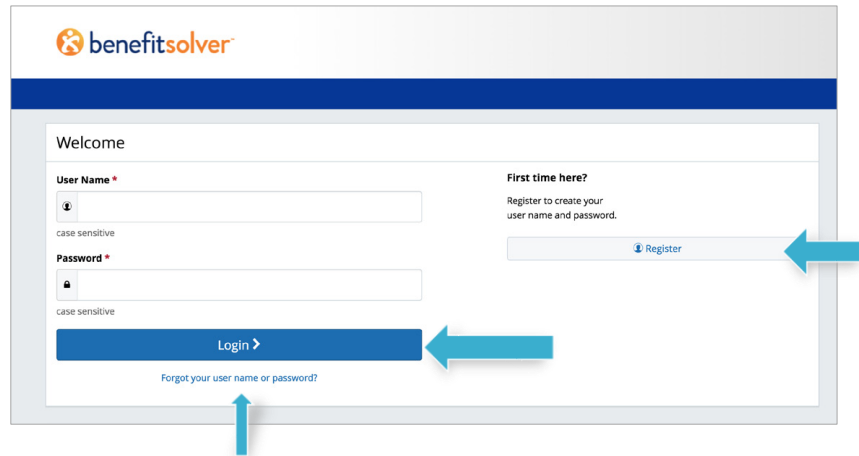 benefitsolver
Welcome
User Name *
case sensitive
Password *
case sensitive
Login
Forgot your user name or password?
First time here?
Register to create your
user name and password.
Register